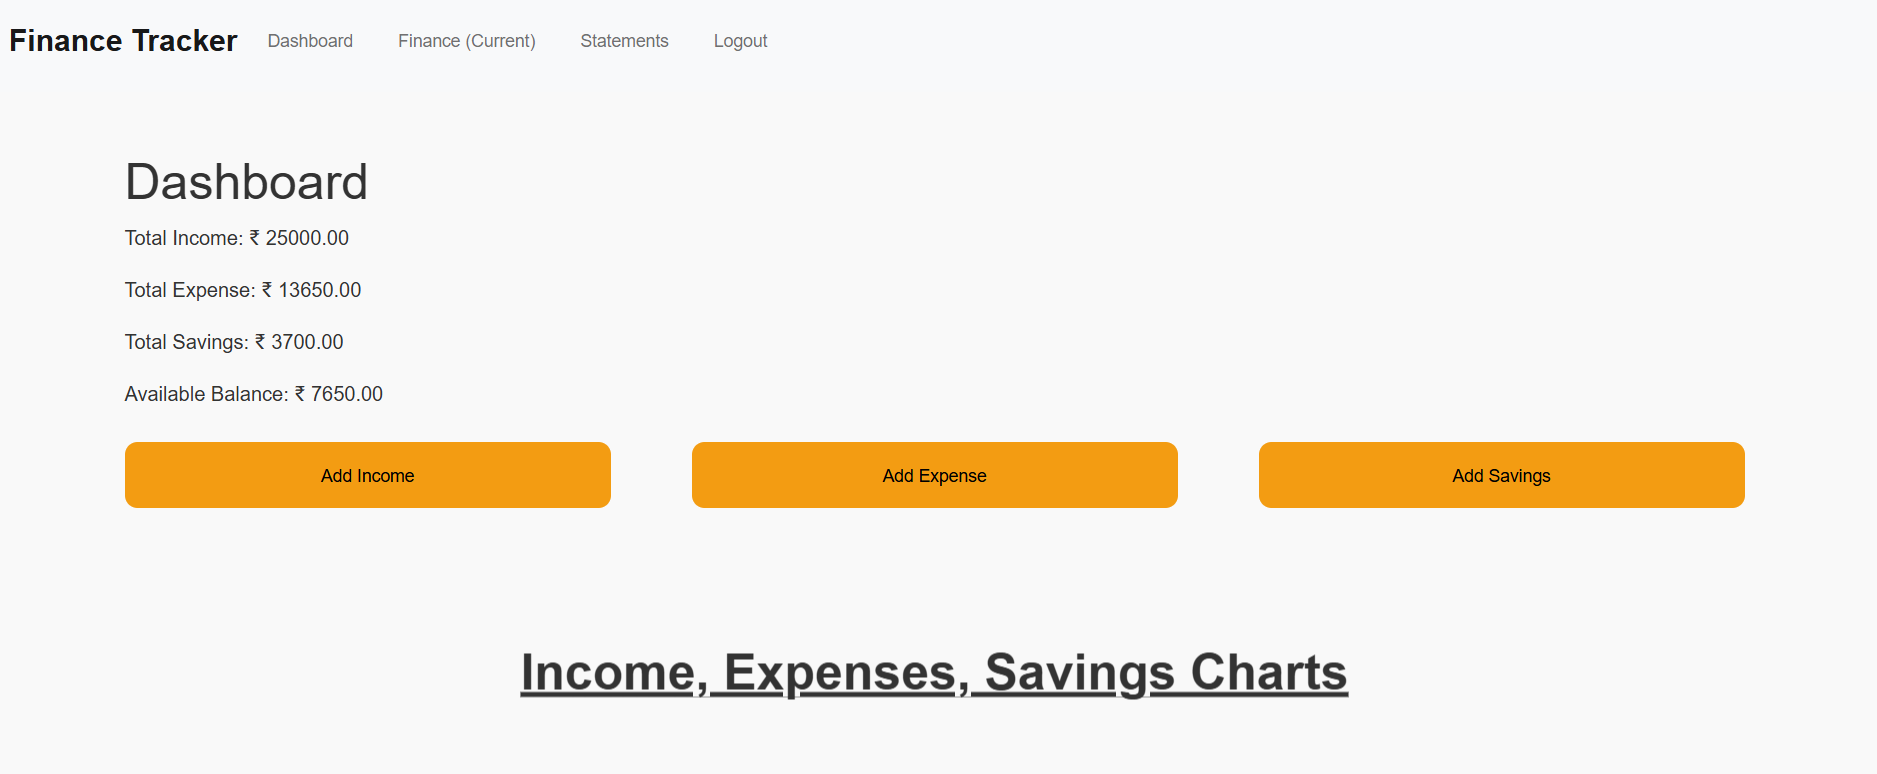 Finance Tracker Dashboard Finance (Current) Statements Logout
Dashboard
Total Income: ₹ 25000.00
Total Expense: ₹ 13650.00
Total Savings: ₹ 3700.00
Available Balance: ₹ 7650.00
Add Income Add Expense Add Savings
Income, Expenses, Savings Charts